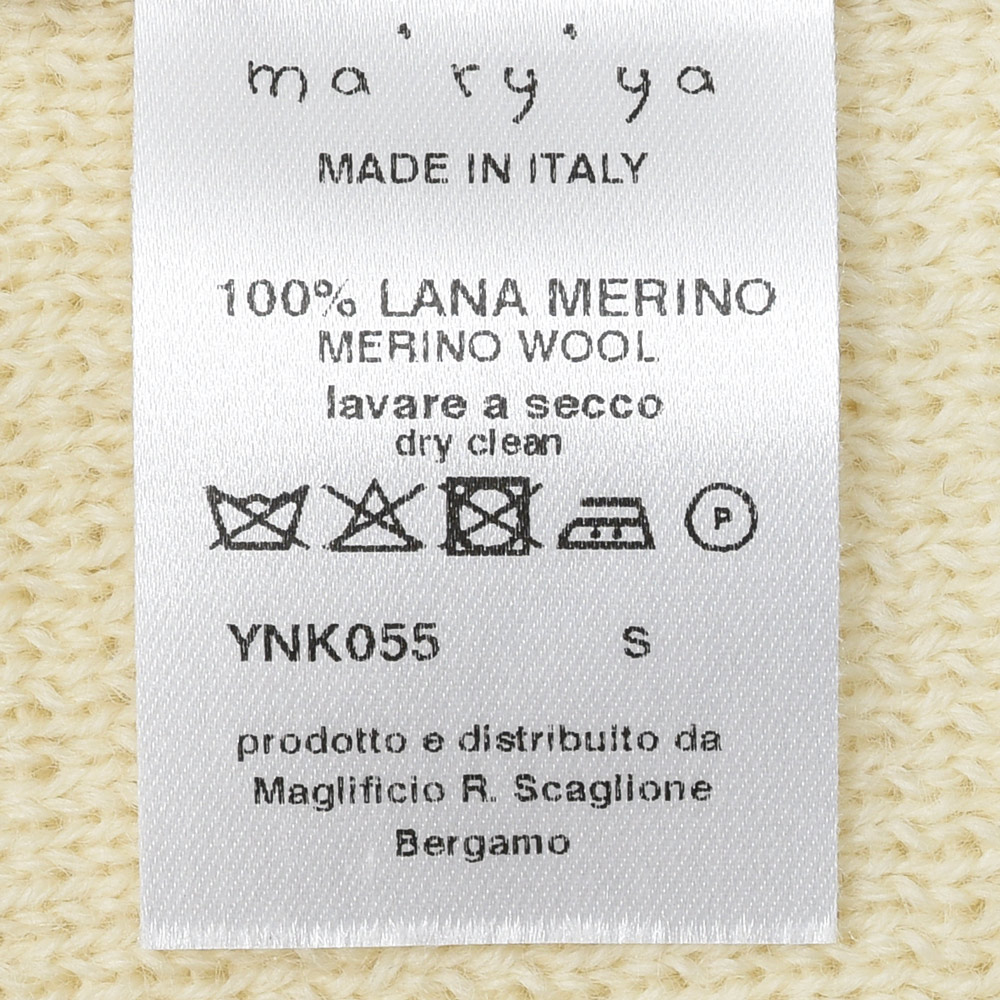 ma'ry'ya
MADE IN ITALY
100% LANA MERINO
MERINO WOOL
lavare a secco
dry clean
P
YNK055 S
prodotto e distribuito da
Maglificio R. Scaglione
Bergamo